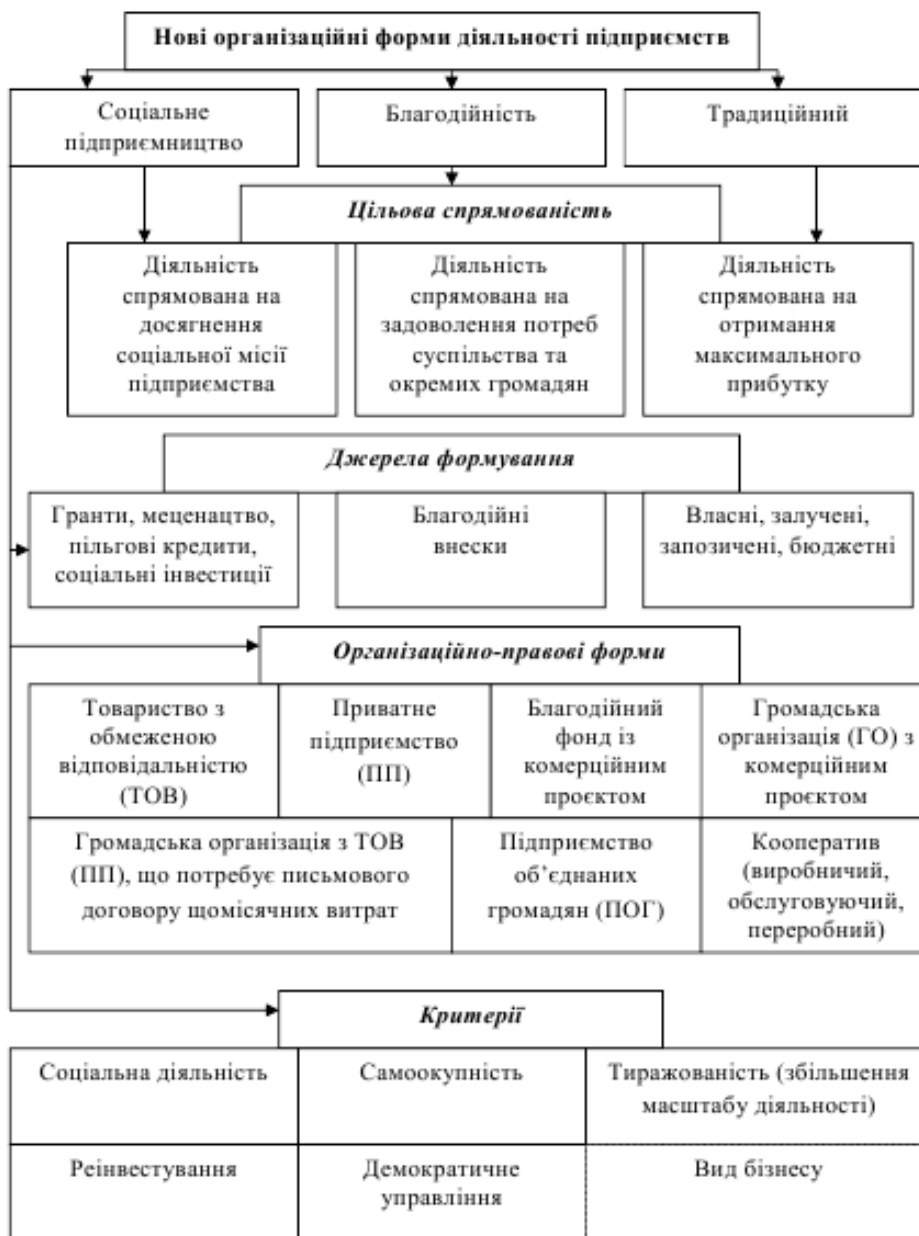 Нові організаційні форми діяльності підприємств
Соціальне
підприємництво
Благодійність
Традиційний
Цільова спрямованість
Діяльність
спрямована на
досягнення
соціальної місії
підприємства
Діяльність
спрямована на
задоволення потреб
суспільства та
окремих громадян
Діяльність
спрямована на
отримання
максимального
прибутку
Джерела формування
Гранти, меценацтво,
пільгові кредити,
соціальні інвестиції
Благодійні
внески
Власні, залучені,
запозичені, бюджетні
Організаційно-правові форми
Товариство з
обмеженою
відповідальністю
(ТОВ)
Приватне
підприємство
(ПП)
Благодійний
фонд із
комерційним
проєктом
Громадська
організація (ГО) з
комерційним
проєктом
Громадська організація з ТОВ
(ПП), що потребує письмового
договору щомісячних витрат
Підприємство
об’єднаних
громадян (ПОГ)
Кооператив
(виробничий,
обслуговуючий,
переробний)
Критерії
Соціальна діяльність
Самоокупність
Тиражованість (збільшення
масштабу діяльності)
Реінвестування
Демократичне
управління
Вид бізнесу